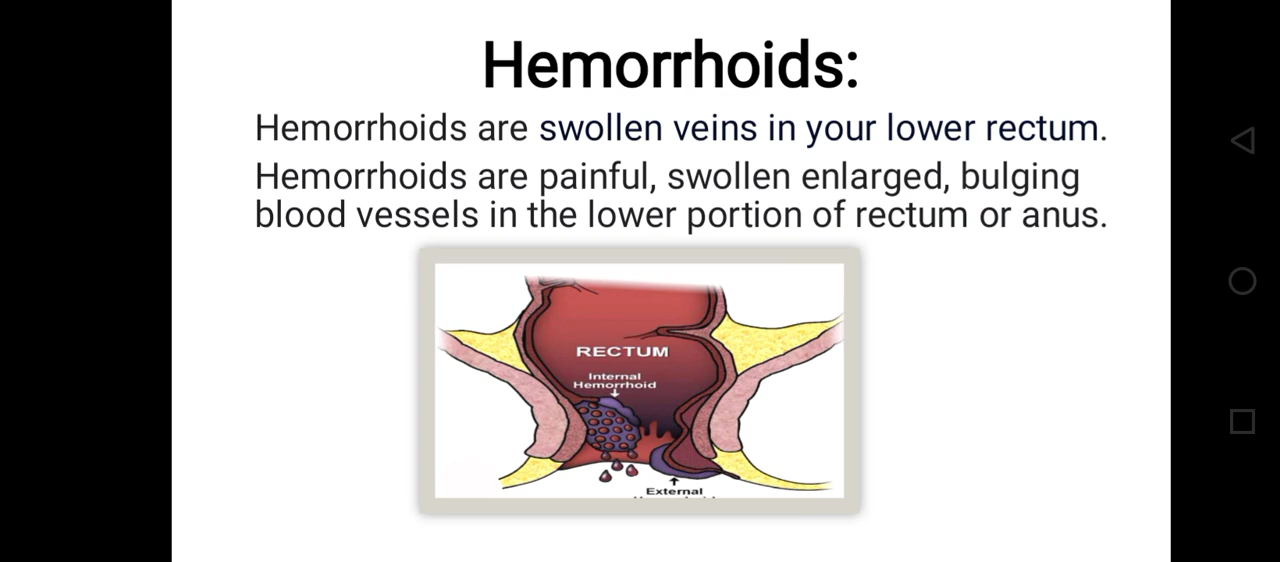 Hemorrhoids:
Hemorrhoids are swollen veins in your lower rectum.
Hemorrhoids are painful, swollen enlarged, bulging
blood vessels in the lower portion of rectum or anus.
RECTUM
Internal
Hemorrhoid
External